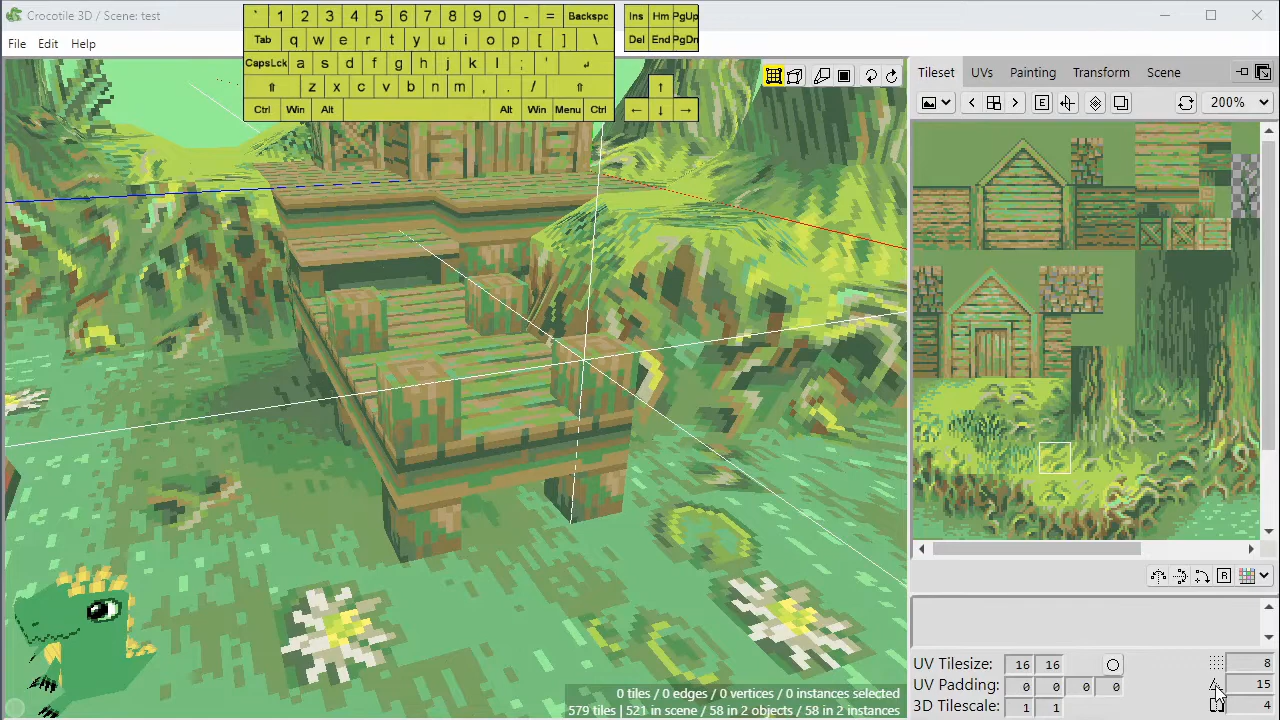 Crocotile 3D / Scene: test
File Edit Help
` 1 2 3 4 5 6 7 8 9 0 - = Backspc
Tab q w e r t y u i o p [ ] \
CapsLck a s d f g h j k l ; ' ↵
⇧ z x c v b n m , . / ⇧
Ctrl Win Alt Alt Win Menu Ctrl
Ins Hm PgUp
Del End PgDn
↑
← ↓ →
Tileset UVs Painting Transform Scene
E 200%
R
UV Tilesize: 16 16 8
UV Padding: 0 0 0 0 15
3D Tilescale: 1 1 4
0 tiles / 0 edges / 0 vertices / 0 instances selected
579 tiles | 521 in scene / 58 in 2 objects / 58 in 2 instances